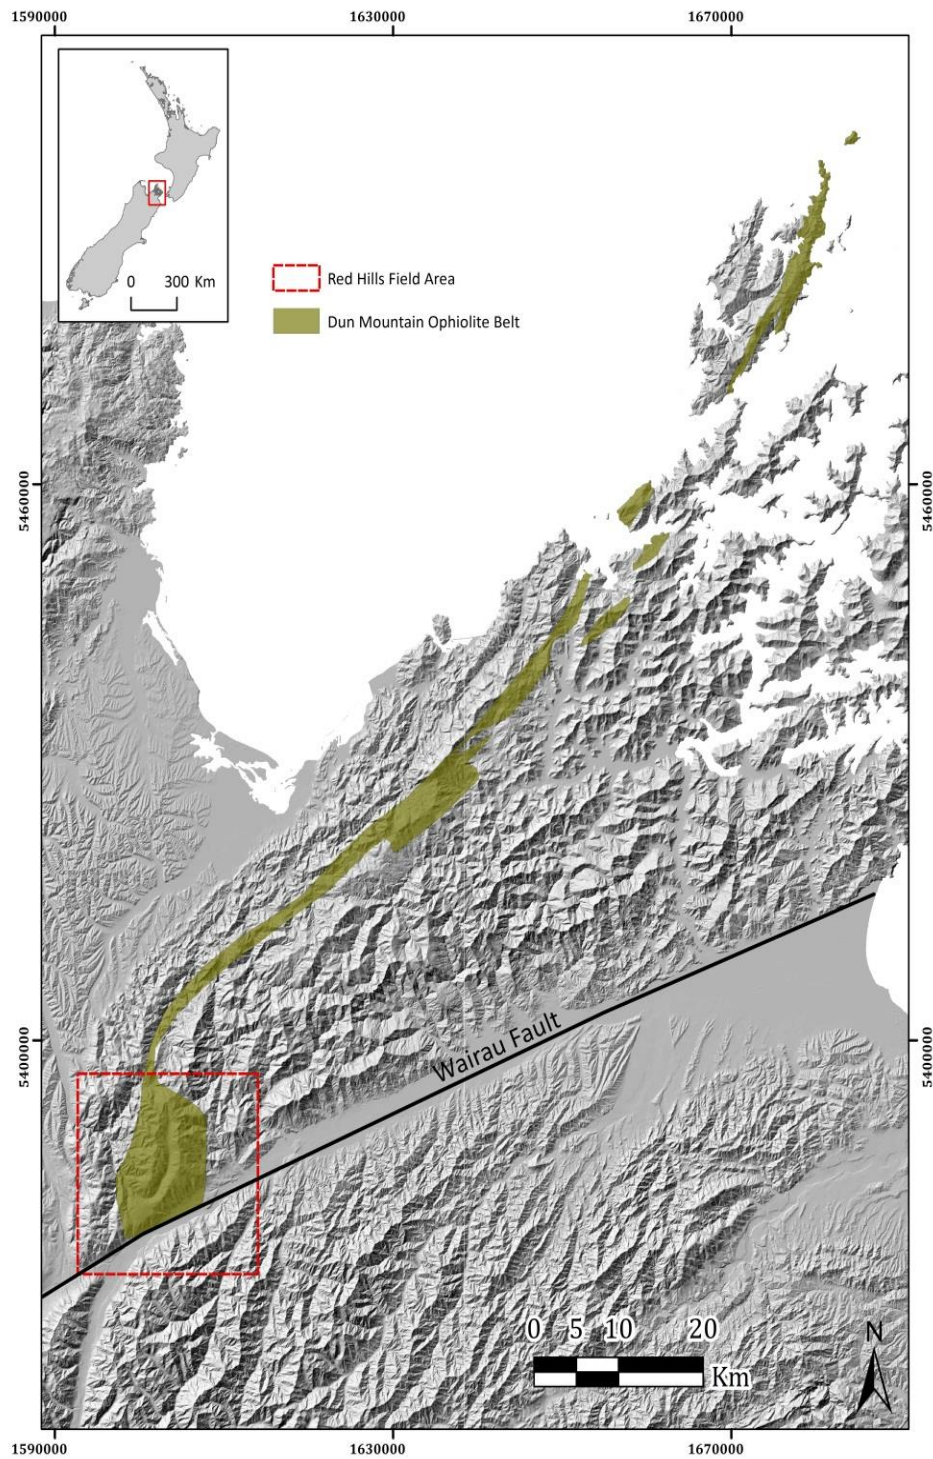 1590000 1630000 1670000
0 300 Km
Red Hills Field Area
Dun Mountain Ophiolite Belt
5460000 5460000
5400000 5400000
Wairau Fault
0 5 10 20
Km
N
1590000 1630000 1670000